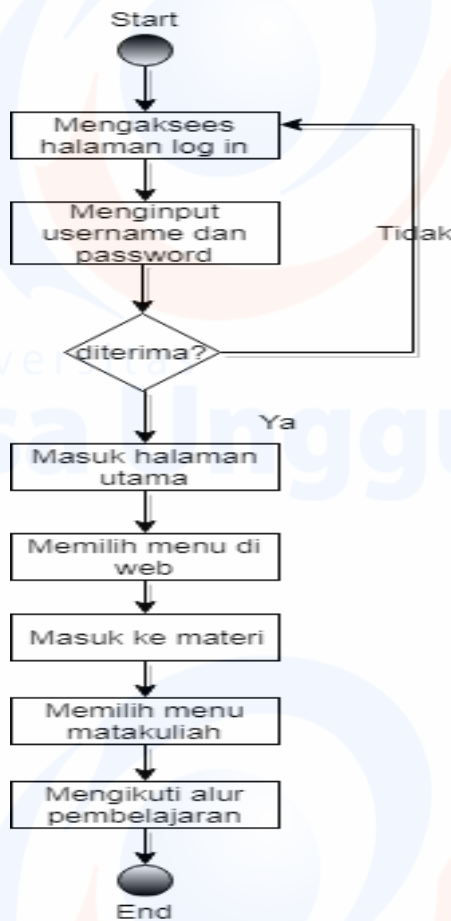 Start
Mengaksees
halaman log in
Menginput
username dan
password
Tidak
diterima?
Ya
Masuk halaman
utama
Memilih menu di
web
Masuk ke materi
Memilih menu
matakuliah
Mengikuti alur
pembelajaran
End